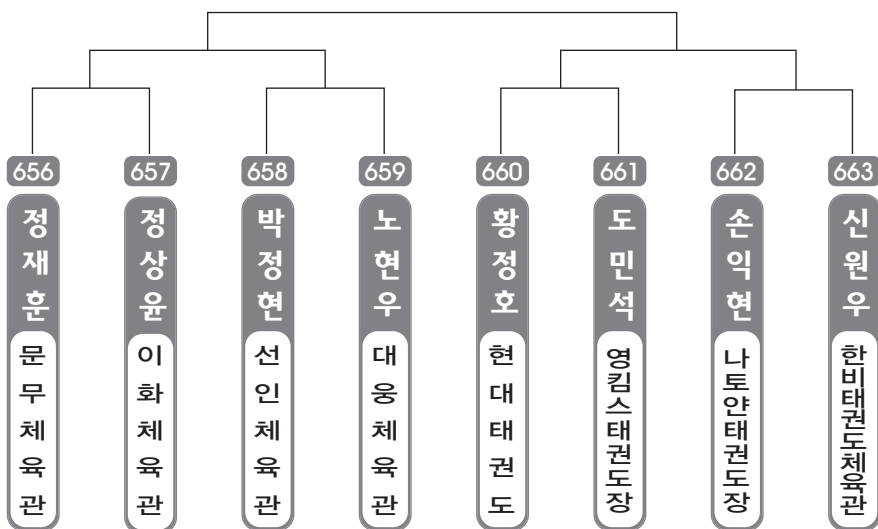 656
정재훈
문무체육관
657
정상윤
이화체육관
658
박정현
선인체육관
659
노현우
대웅체육관
660
황정호
현대태권도
661
도민석
영킴스태권도장
662
손익현
나토얀태권도장
663
신원우
한비태권도체육관